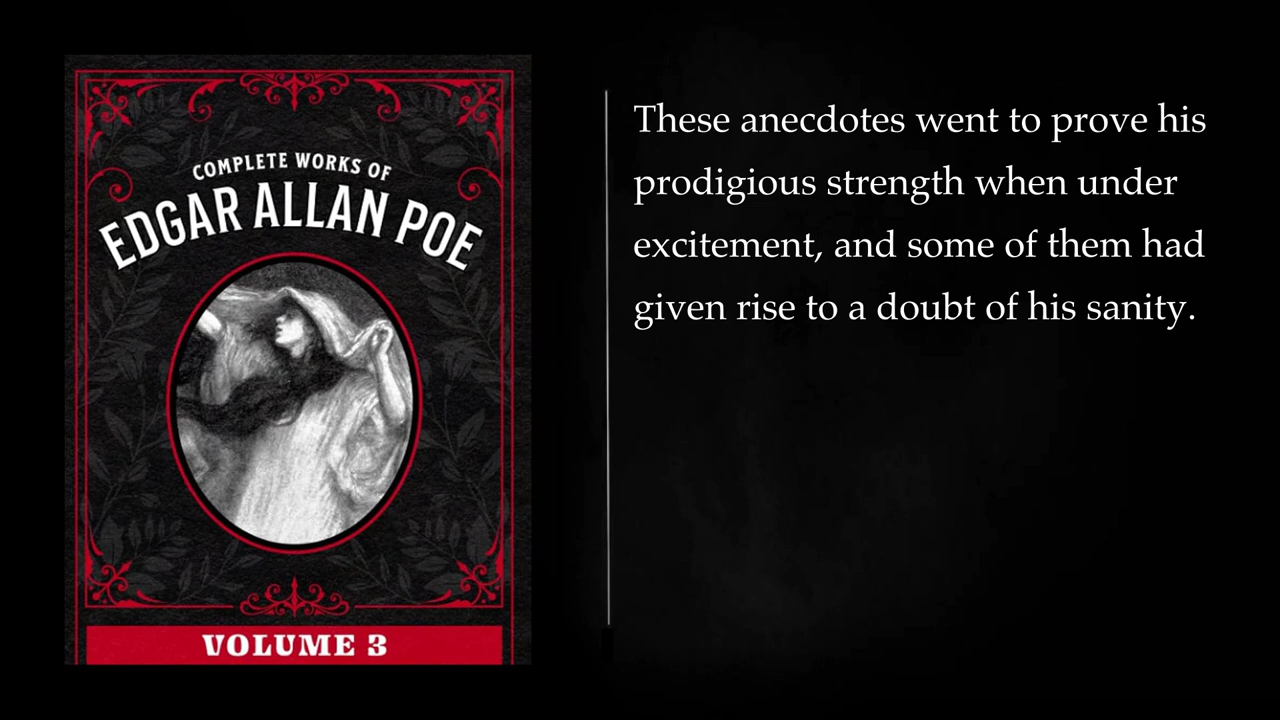 COMPLETE WORKS OF
EDGAR ALLAN POE
VOLUME 3
These anecdotes went to prove his
prodigious strength when under
excitement, and some of them had
given rise to a doubt of his sanity.